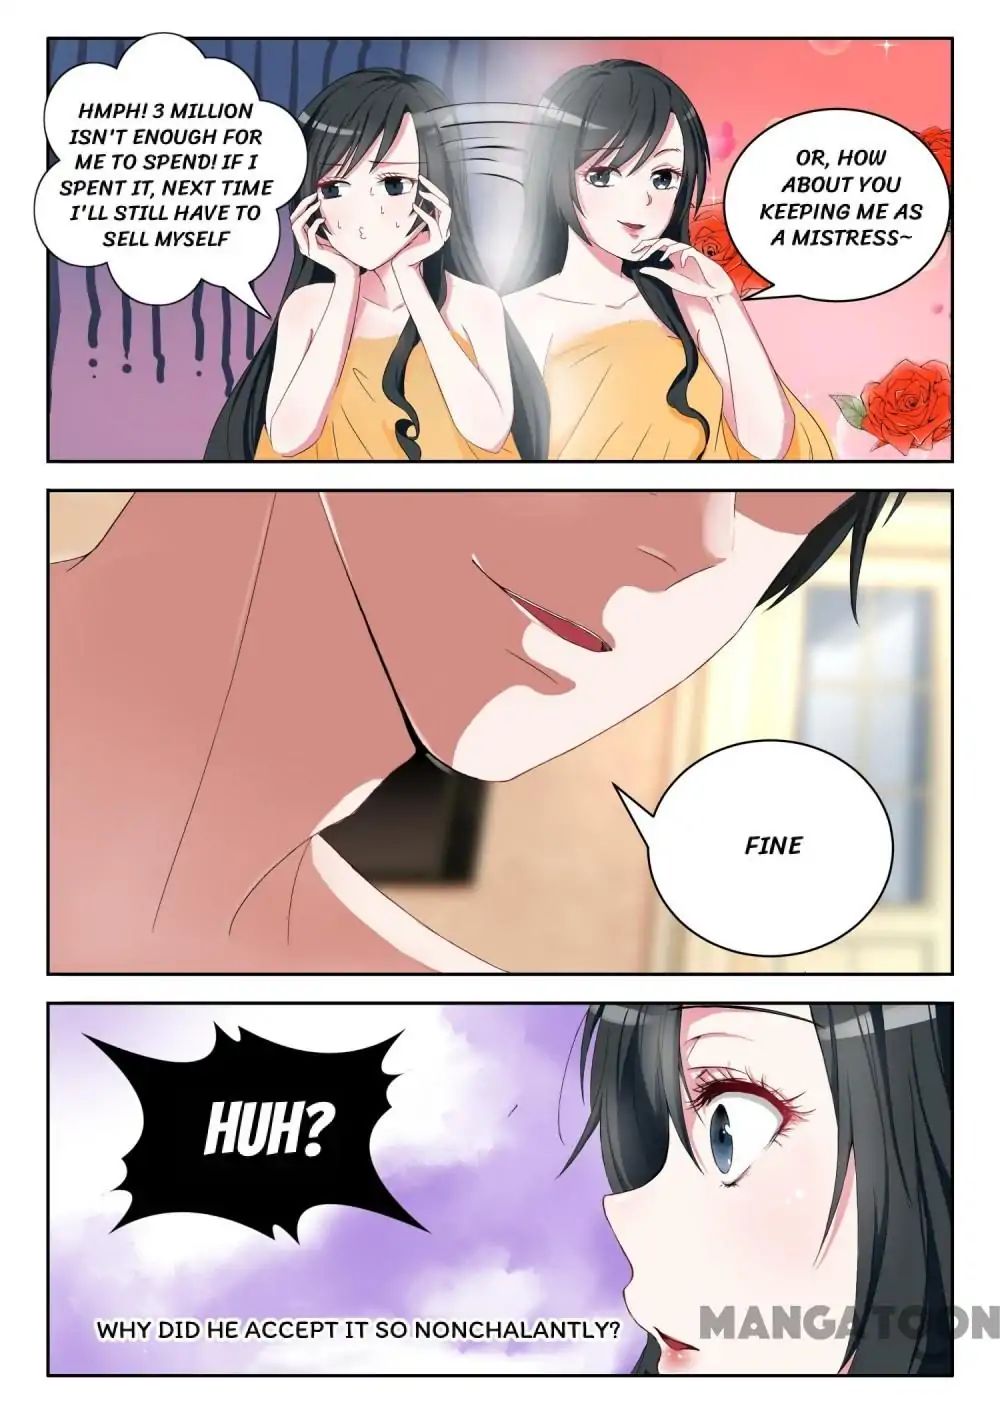 HMPH! 3 MILLION
ISN'T ENOUGH FOR
ME TO SPEND! IF I
SPENT IT, NEXT TIME
I'LL STILL HAVE TO
SELL MYSELF
OR, HOW
ABOUT YOU
KEEPING ME AS
A MISTRESS~
FINE
HUH?
WHY DID HE ACCEPT IT SO NONCHALANTLY?
MANGATOON